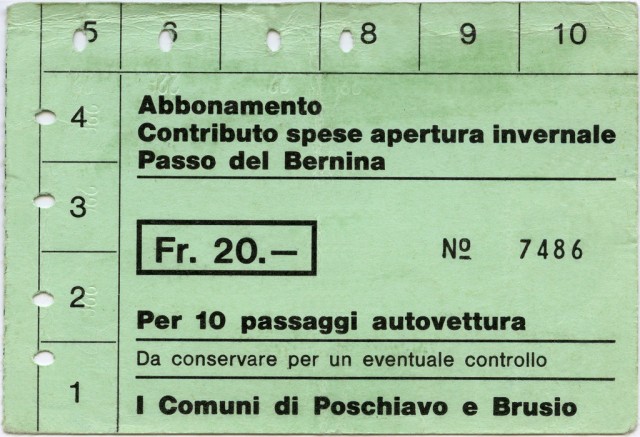 5 6 8 9 10
4
Abbonamento
Contributo spese apertura invernale
Passo del Bernina
3
Fr. 20.—
Nº 7486
2
Per 10 passaggi autovettura
Da conservare per un eventuale controllo
1
I Comuni di Poschiavo e Brusio